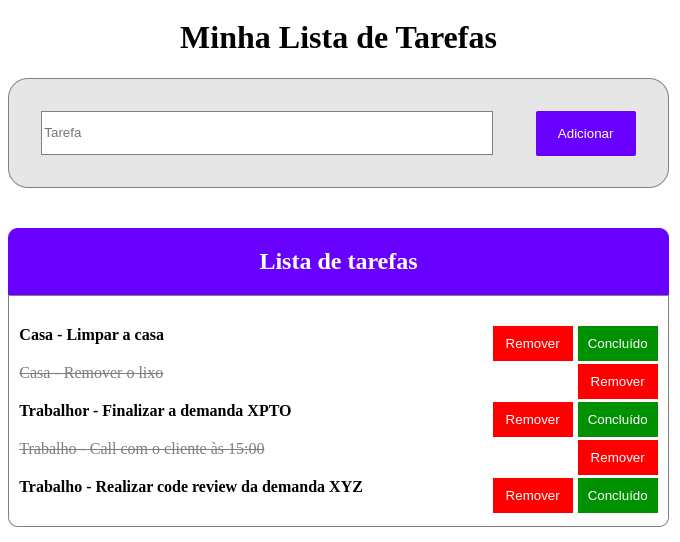 Minha Lista de Tarefas
Tarefa
Adicionar
Lista de tarefas
Casa - Limpar a casa Remover Concluído
Casa - Remover o lixo Remover
Trabalhor - Finalizar a demanda XPTO Remover Concluído
Trabalho - Call com o cliente às 15:00 Remover
Trabalho - Realizar code review da demanda XYZ Remover Concluído